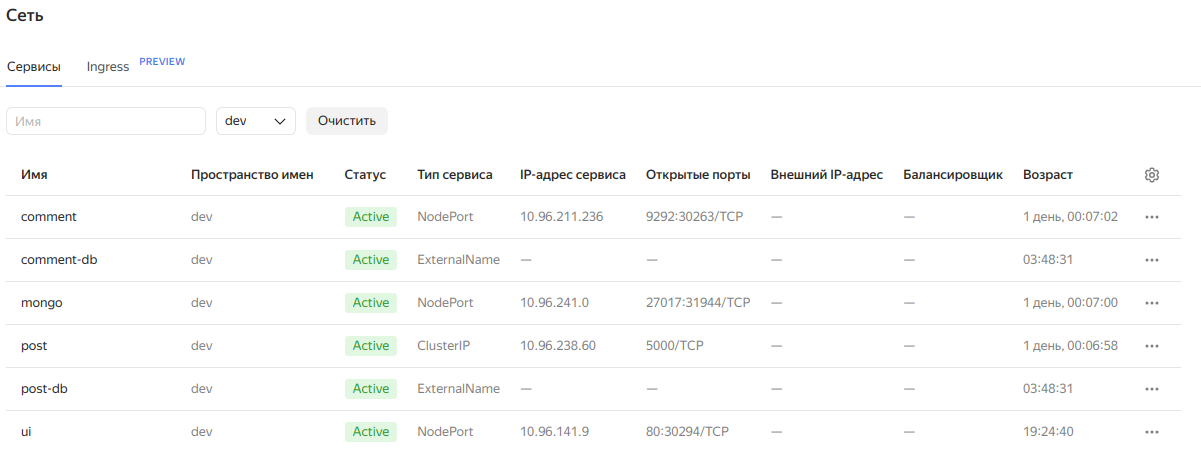 Сеть
Сервисы Ingress PREVIEW
Имя dev Очистить
Имя Пространство имен Статус Тип сервиса IP-адрес сервиса Открытые порты Внешний IP-адрес Балансировщик Возраст
comment dev Active NodePort 10.96.211.236 9292:30263/TCP — — 1 день, 00:07:02
comment-db dev Active ExternalName — — — — 03:48:31
mongo dev Active NodePort 10.96.241.0 27017:31944/TCP — — 1 день, 00:07:00
post dev Active ClusterIP 10.96.238.60 5000/TCP — — 1 день, 00:06:58
post-db dev Active ExternalName — — — — 03:48:31
ui dev Active NodePort 10.96.141.9 80:30294/TCP — — 19:24:40